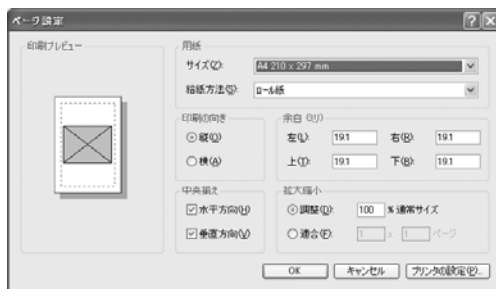 ページ設定
印刷プレビュー
用紙
サイズ(Z):
A4 210 x 297 mm
給紙方法(S):
ロール紙
印刷の向き
縦(O)
横(A)
余白 (ミリ)
左(L):
19.1
右(R):
19.1
上(T):
19.1
下(B):
19.1
中央揃え
水平方向(H)
垂直方向(V)
拡大縮小
調整(D):
100
% 通常サイズ
適合(F):
1
x
1
ページ
OK
キャンセル
プリンタの設定(P)...